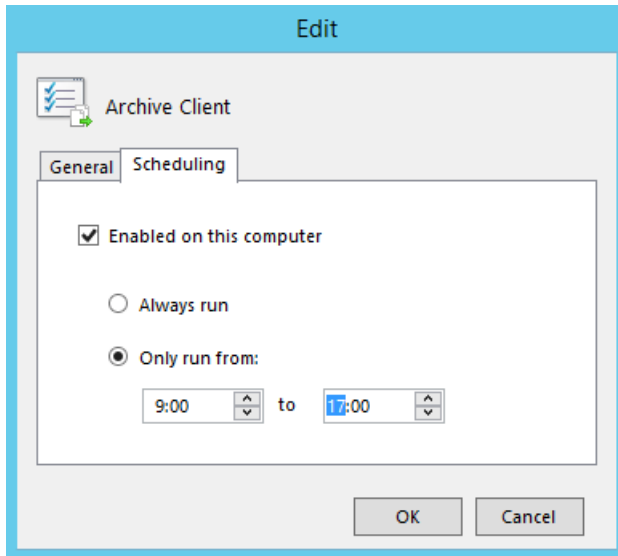 Edit
Archive Client
General Scheduling
Enabled on this computer
Always run
Only run from:
9:00 to 17:00
OK Cancel